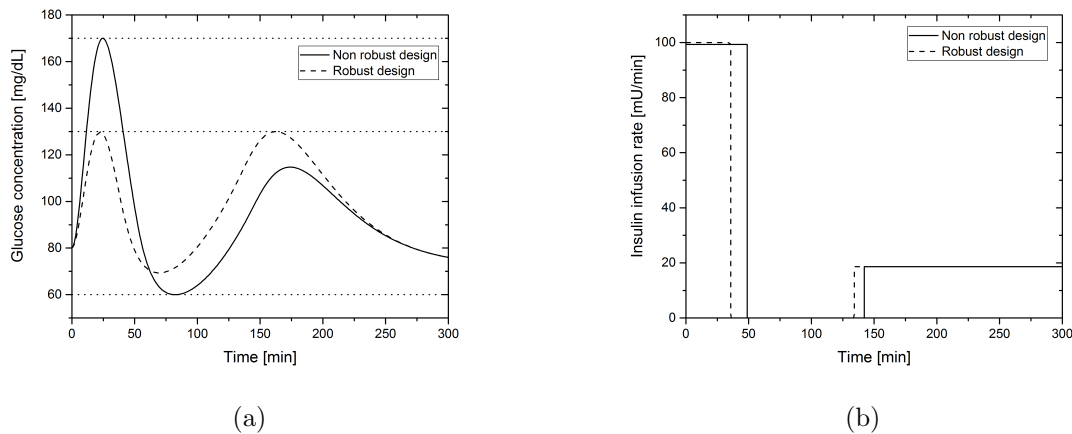 180
160
140
120
100
80
60
Glucose concentration [mg/dL]
Non robust design
Robust design
0 50 100 150 200 250 300
Time [min]
(a)
100
80
60
40
20
0
Insulin infusion rate [mU/min]
Non robust design
Robust design
0 50 100 150 200 250 300
Time [min]
(b)